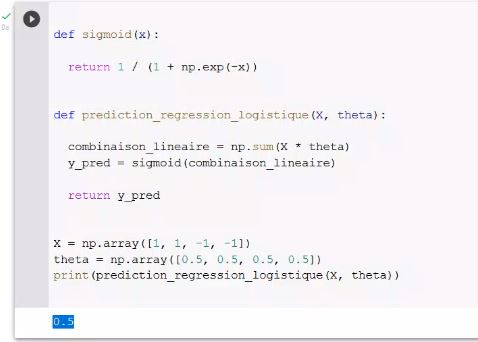 0s
def sigmoid(x):
return 1 / (1 + np.exp(-x))
def prediction_regression_logistique(X, theta):
combinaison_lineaire = np.sum(X * theta)
y_pred = sigmoid(combinaison_lineaire)
return y_pred
X = np.array([1, 1, -1, -1])
theta = np.array([0.5, 0.5, 0.5, 0.5])
print(prediction_regression_logistique(X, theta))
0.5